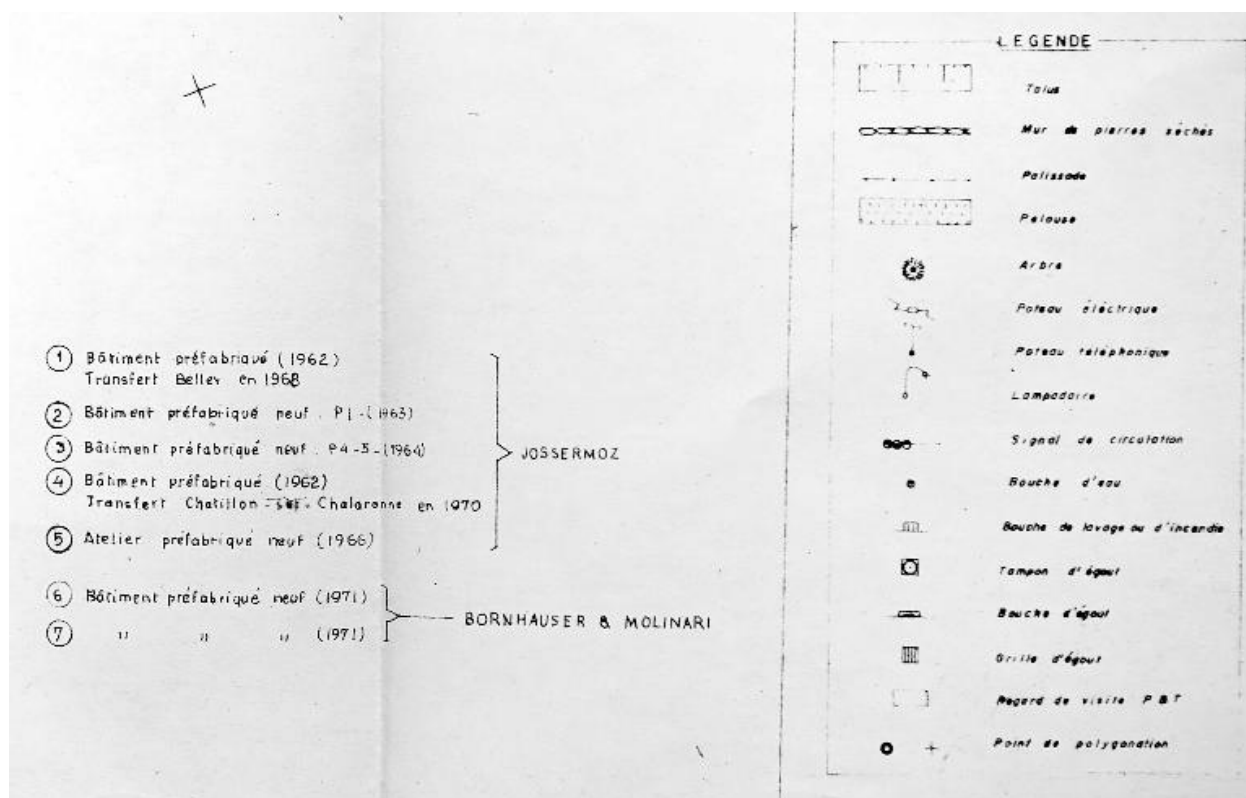 ① Bâtiment préfabriqué (1962)
Transfert Belley en 1968
② Bâtiment préfabriqué neuf. P1-(1963)
③ Bâtiment préfabriqué neuf. P4-5-(1964)
④ Bâtiment préfabriqué (1962)
Transfert Chatillon-sur-Chalaronne en 1970
⑤ Atelier préfabriqué neuf (1966)
JOSSERMOZ
⑥ Bâtiment préfabriqué neuf (1971)
⑦ " " " (1971)
BORNHAUSER & MOLINARI
LEGENDE
Talus
Mur de pierres séchés
Palissade
Pelouse
Arbre
Poteau éléctrique
Poteau téléphonique
Lampadaire
Signal de circulation
Bouche d'eau
Bouche de lavage ou d'incendie
Tampon d'égout
Bouche d'égout
Grille d'égout
Regard de visite P&T
Point de polygonation